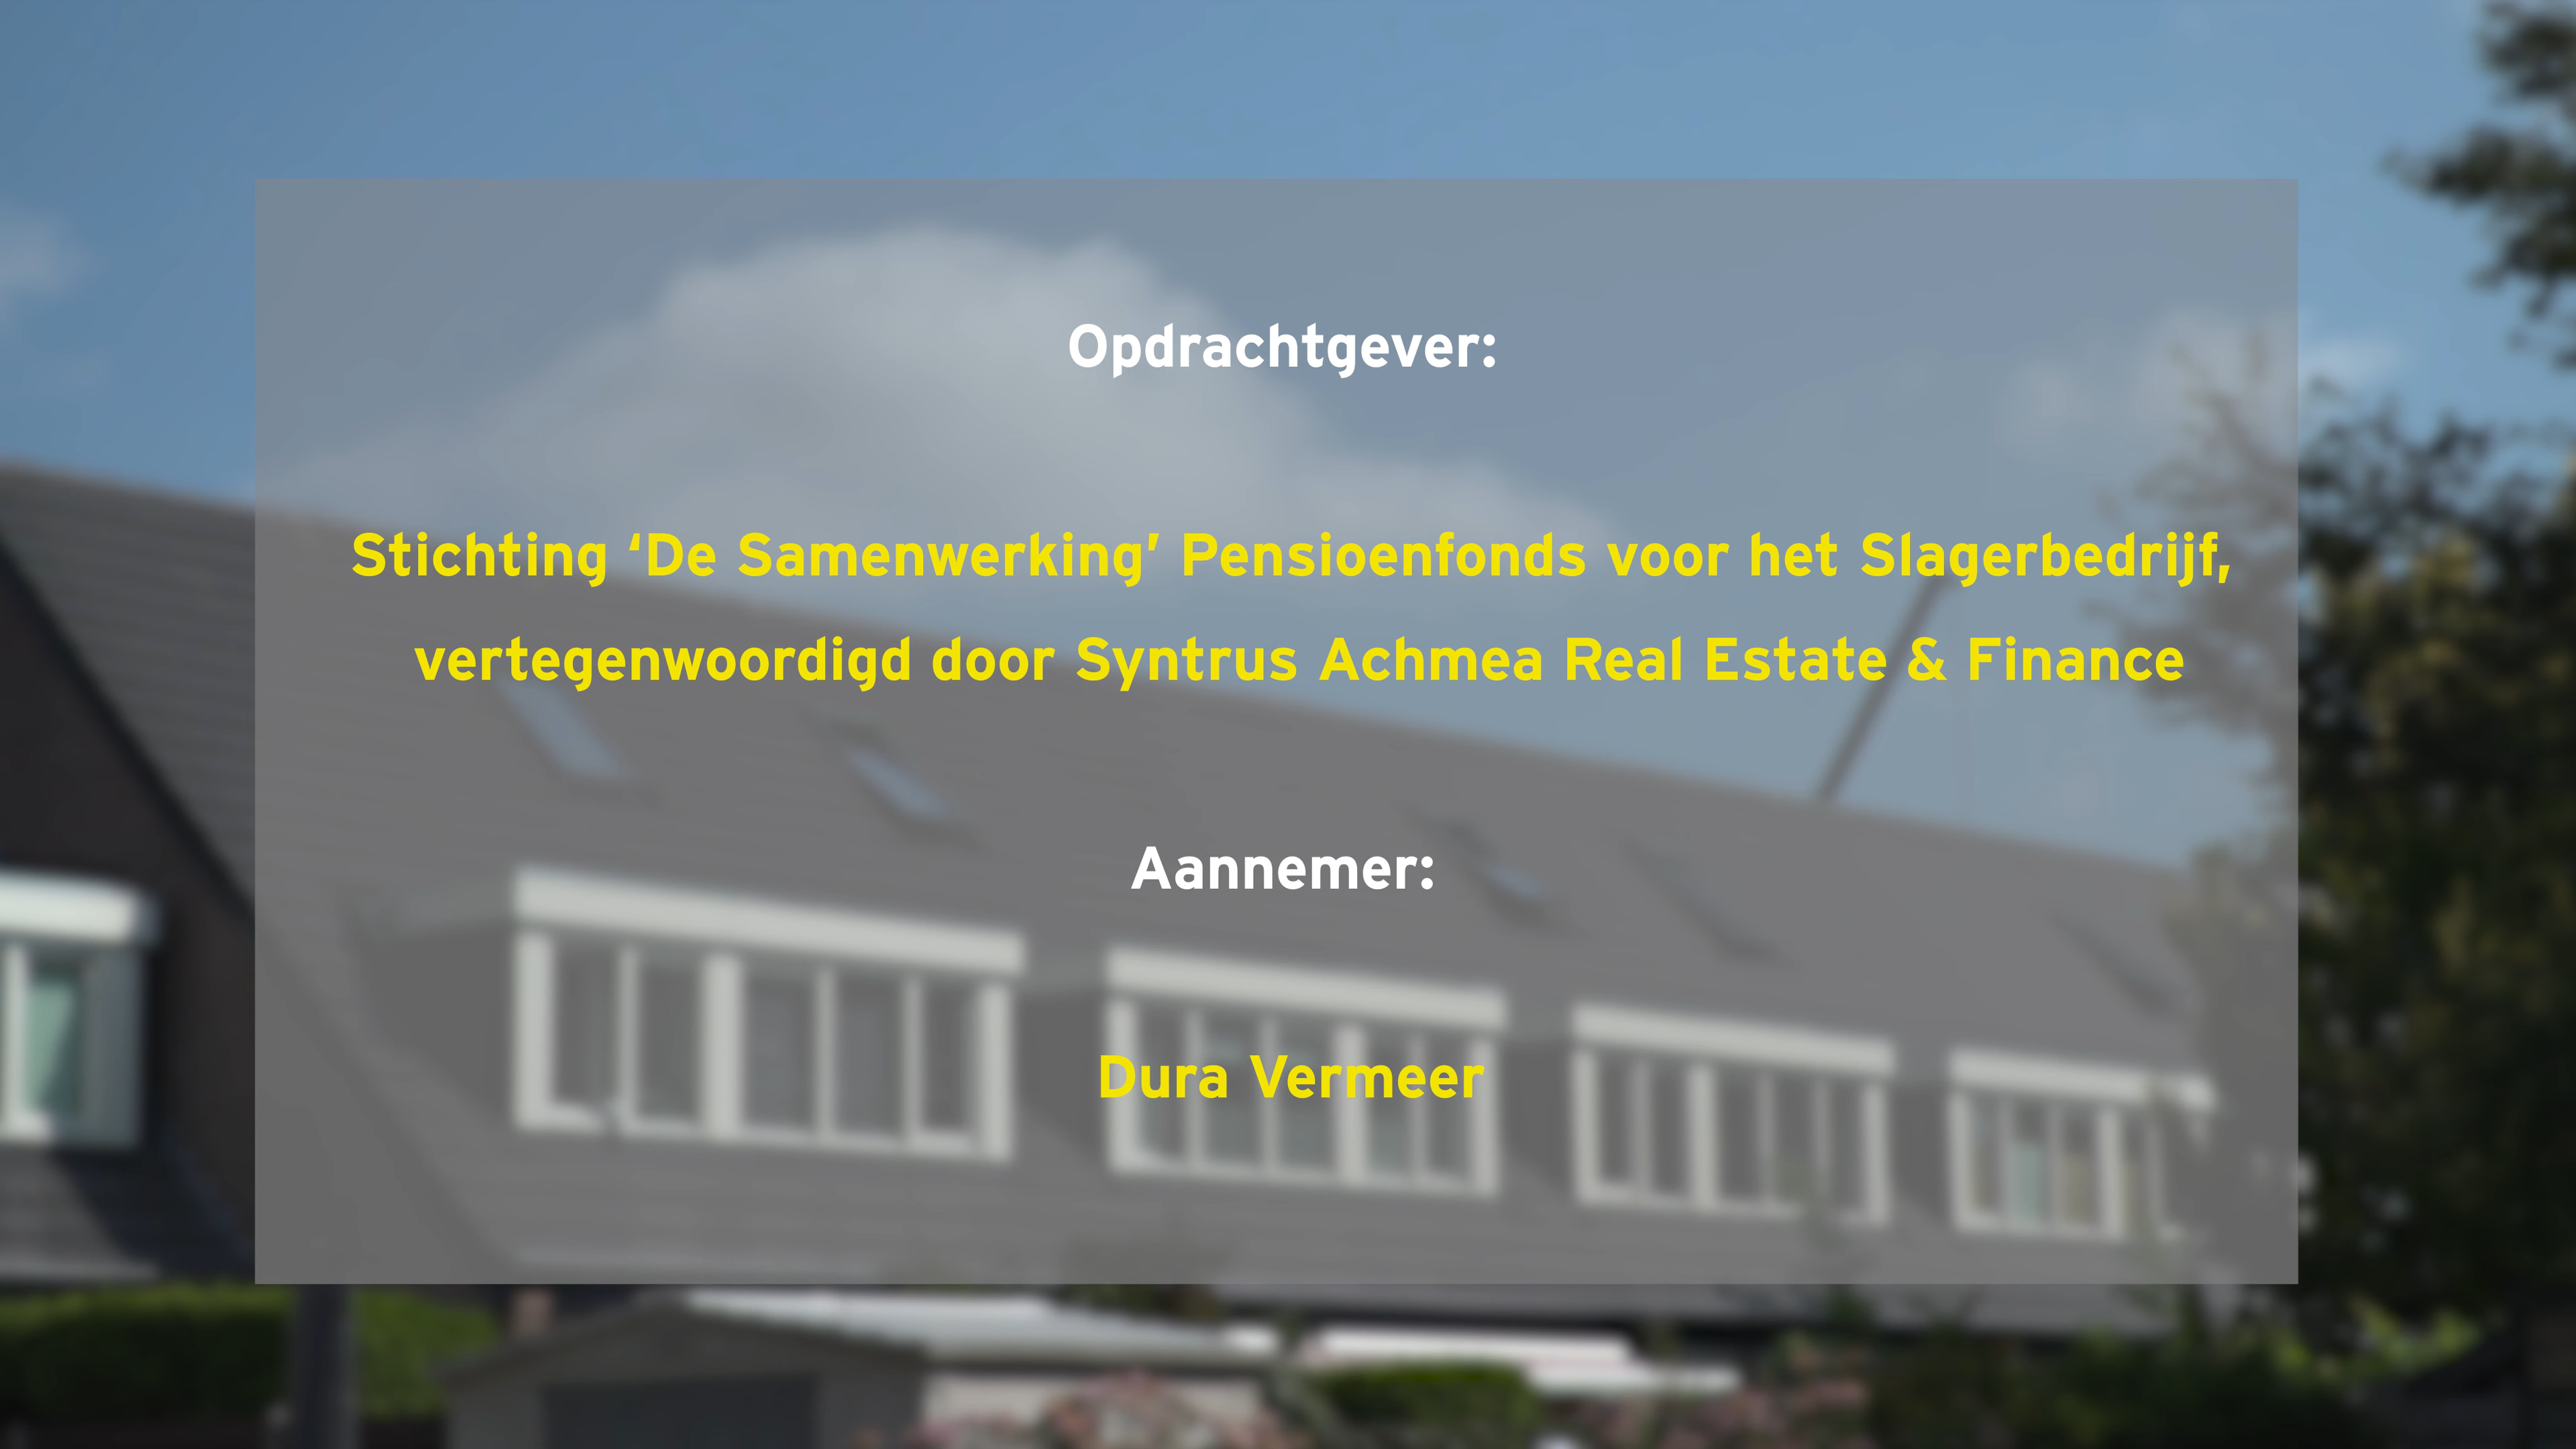 Opdrachtgever:
Stichting ‘De Samenwerking’ Pensioenfonds voor het Slagerbedrijf,
vertegenwoordigd door Syntrus Achmea Real Estate & Finance
Aannemer:
Dura Vermeer